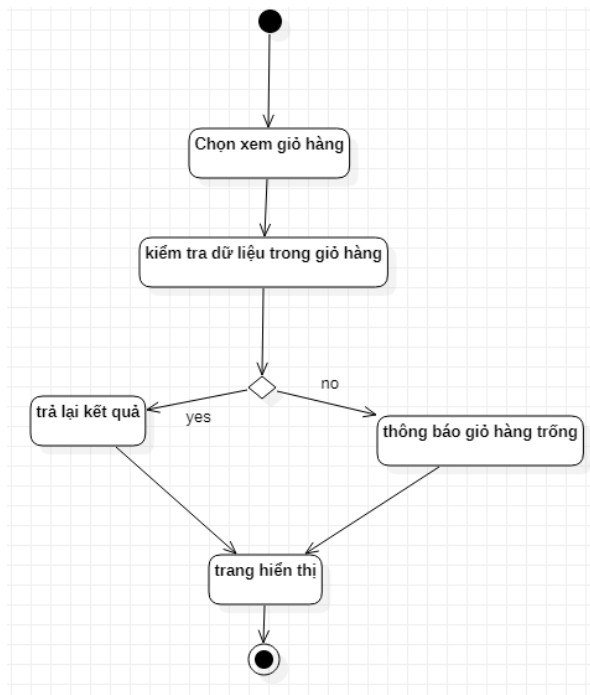 Chọn xem giỏ hàng
kiểm tra dữ liệu trong giỏ hàng
no
trả lại kết quả
yes
thông báo giỏ hàng trống
trang hiển thị